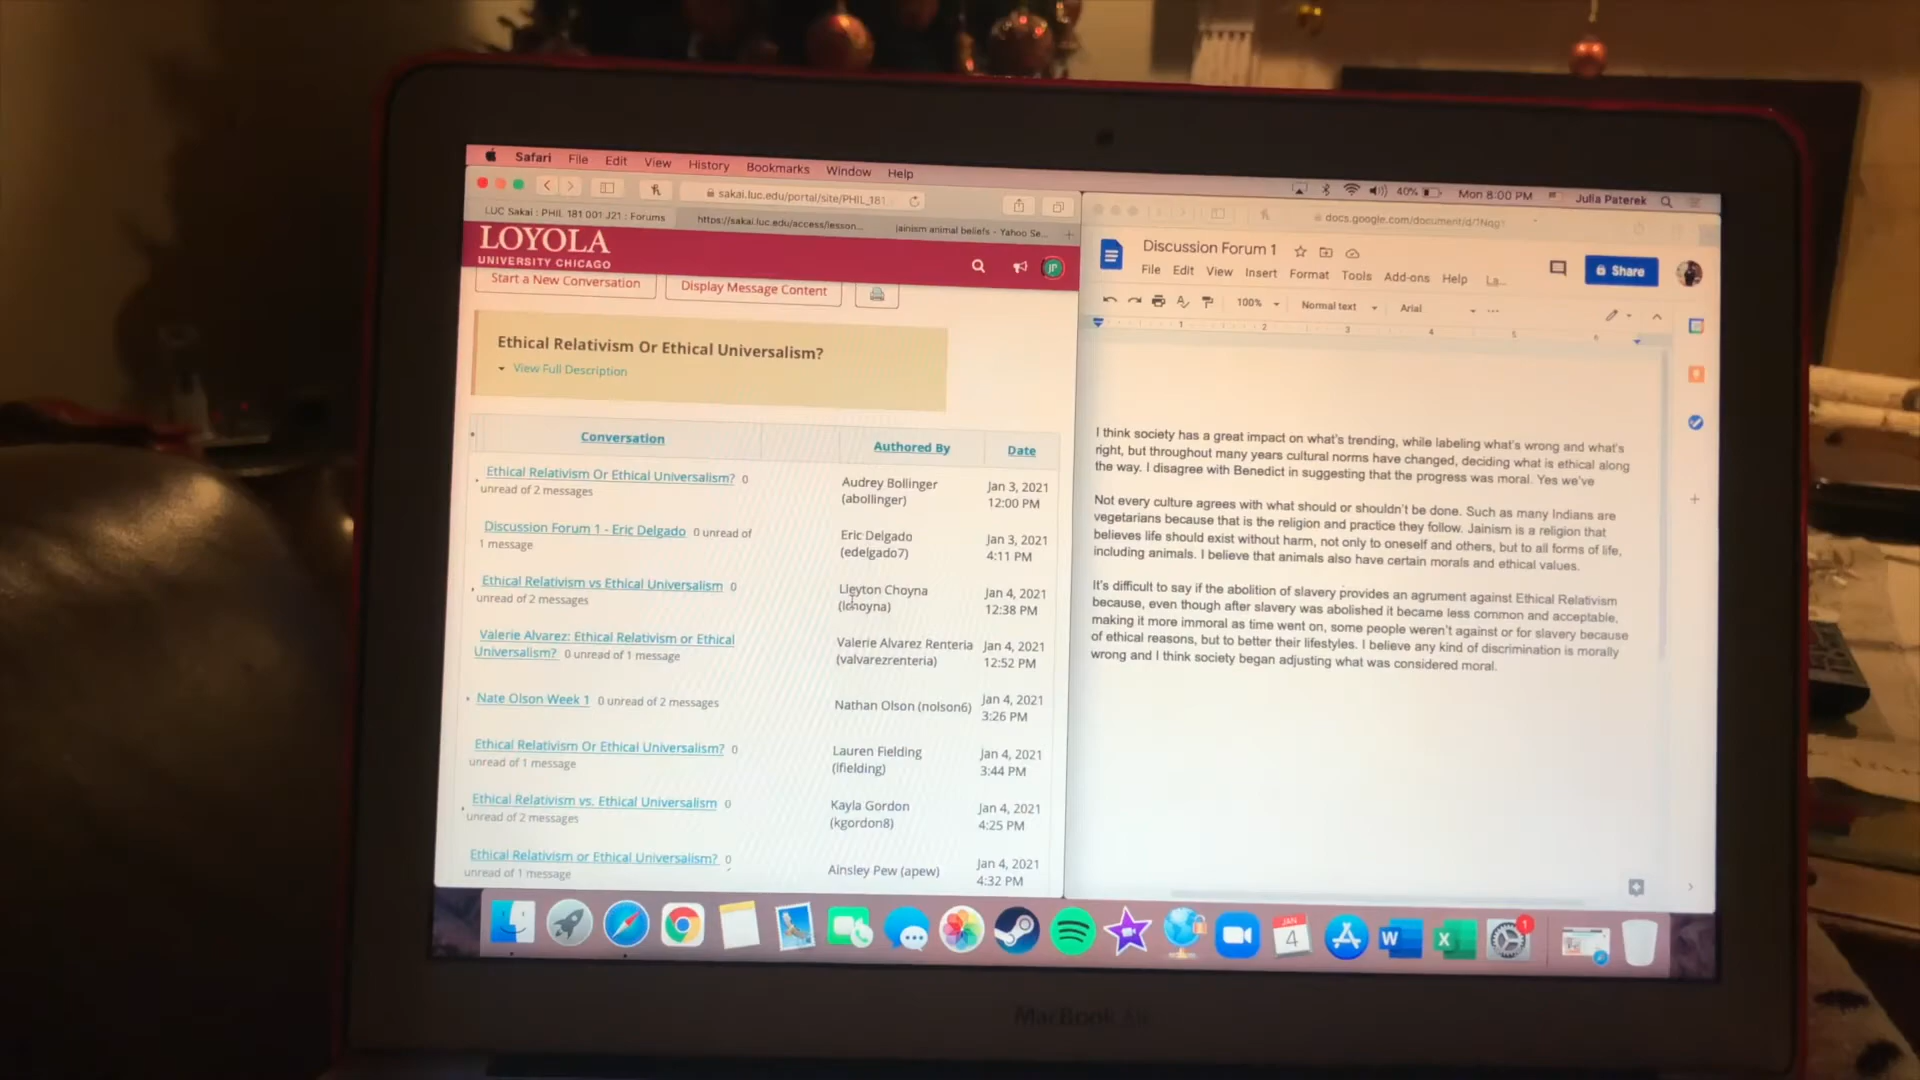 Safari File Edit View History Bookmarks Window Help
40% Mon 8:00 PM Julia Paterek
sakai.luc.edu/portal/site/PHIL_181
LUC Sakai : PHIL 181 001 J21 : Forums
https://sakai.luc.edu/access/lesson...
jainism animal beliefs - Yahoo Se...
LOYOLA
UNIVERSITY CHICAGO
JP
Start a New Conversation
Display Message Content
Ethical Relativism Or Ethical Universalism?
View Full Description
Conversation Authored By Date
Ethical Relativism Or Ethical Universalism? 0
unread of 2 messages
Audrey Bollinger
(abollinger)
Jan 3, 2021
12:00 PM
Discussion Forum 1 - Eric Delgado 0 unread of
1 message
Eric Delgado
(edelgado7)
Jan 3, 2021
4:11 PM
Ethical Relativism vs Ethical Universalism 0
unread of 2 messages
Lleyton Choyna
(lchoyna)
Jan 4, 2021
12:38 PM
Valerie Alvarez: Ethical Relativism or Ethical
Universalism? 0 unread of 1 message
Valerie Alvarez Renteria
(valvarezrenteria)
Jan 4, 2021
12:52 PM
Nate Olson Week 1 0 unread of 2 messages
Nathan Olson (nolson6)
Jan 4, 2021
3:26 PM
Ethical Relativism Or Ethical Universalism? 0
unread of 1 message
Lauren Fielding
(lfielding)
Jan 4, 2021
3:44 PM
Ethical Relativism vs. Ethical Universalism 0
unread of 2 messages
Kayla Gordon
(kgordon8)
Jan 4, 2021
4:25 PM
Ethical Relativism or Ethical Universalism? 0
unread of 1 message
Ainsley Pew (apew)
Jan 4, 2021
4:32 PM
docs.google.com/document/d/
Discussion Forum 1
File Edit View Insert Format Tools Add-ons Help La...
Share
100% Normal text Arial
1 2 3 4 5 6
I think society has a great impact on what's trending, while labeling what's wrong and what's
right, but throughout many years cultural norms have changed, deciding what is ethical along
the way. I disagree with Benedict in suggesting that the progress was moral. Yes we've
Not every culture agrees with what should or shouldn't be done. Such as many Indians are
vegetarians because that is the religion and practice they follow. Jainism is a religion that
believes life should exist without harm, not only to oneself and others, but to all forms of life,
including animals. I believe that animals also have certain morals and ethical values.
It's difficult to say if the abolition of slavery provides an agrument against Ethical Relativism
because, even though after slavery was abolished it became less common and acceptable,
making it more immoral as time went on, some people weren't against or for slavery because
of ethical reasons, but to better their lifestyles. I believe any kind of discrimination is morally
wrong and I think society began adjusting what was considered moral.
JAN
4
W
X
1
MacBook Air